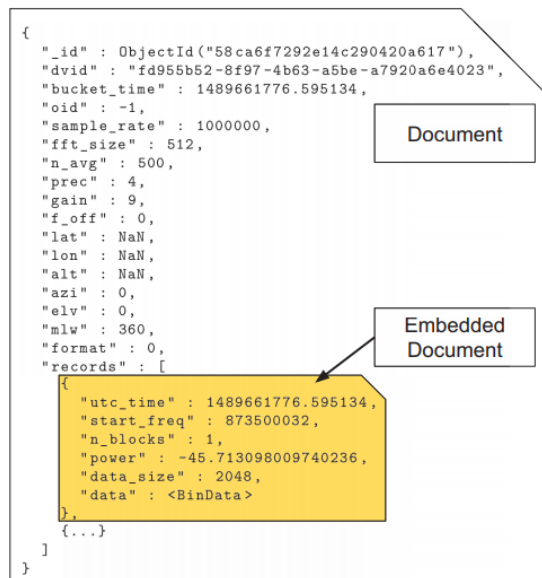 {
"_id" : ObjectId("58ca6f7292e14c290420a617"),
"dvid" : "fd955b52-8f97-4b63-a5be-a7920a6e4023",
"bucket_time" : 1489661776.595134,
"oid" : -1,
"sample_rate" : 1000000,
"fft_size" : 512,
"n_avg" : 500,
"prec" : 4,
"gain" : 9,
"f_off" : 0,
"lat" : NaN,
"lon" : NaN,
"alt" : NaN,
"azi" : 0,
"elv" : 0,
"mlw" : 360,
"format" : 0,
"records" : [
{
"utc_time" : 1489661776.595134,
"start_freq" : 873500032,
"n_blocks" : 1,
"power" : -45.713098009740236,
"data_size" : 2048,
"data" : <BinData>
},
{...}
]
}
Document
Embedded
Document